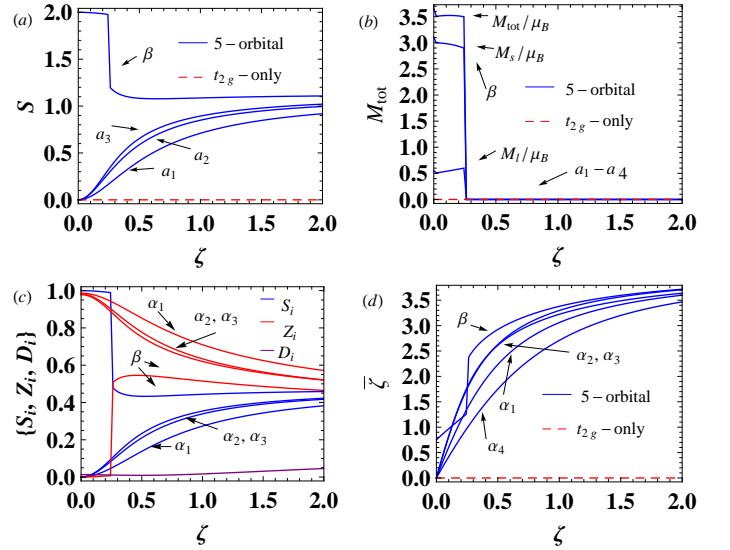 (a)
2.0
1.5
1.0
0.5
0.0
S
β
5-orbital
t2g-only
a3
a2
a1
0.0 0.5 1.0 1.5 2.0
ζ
(b)
3.5
3.0
2.5
2.0
1.5
1.0
0.5
0.0
Mtot
Mtot/μB
Ms/μB
β
5-orbital
t2g-only
Ml/μB
a1-a4
0.0 0.5 1.0 1.5 2.0
ζ
(c)
1.0
0.8
0.6
0.4
0.2
0.0
{Si, Zi, Di}
α1
Si
Zi
Di
α2, α3
β
α2, α3
α1
0.0 0.5 1.0 1.5 2.0
ζ
(d)
3.5
3.0
2.5
2.0
1.5
1.0
0.5
0.0
ζ̄
β
α2, α3
α1
5-orbital
α4
t2g-only
0.0 0.5 1.0 1.5 2.0
ζ